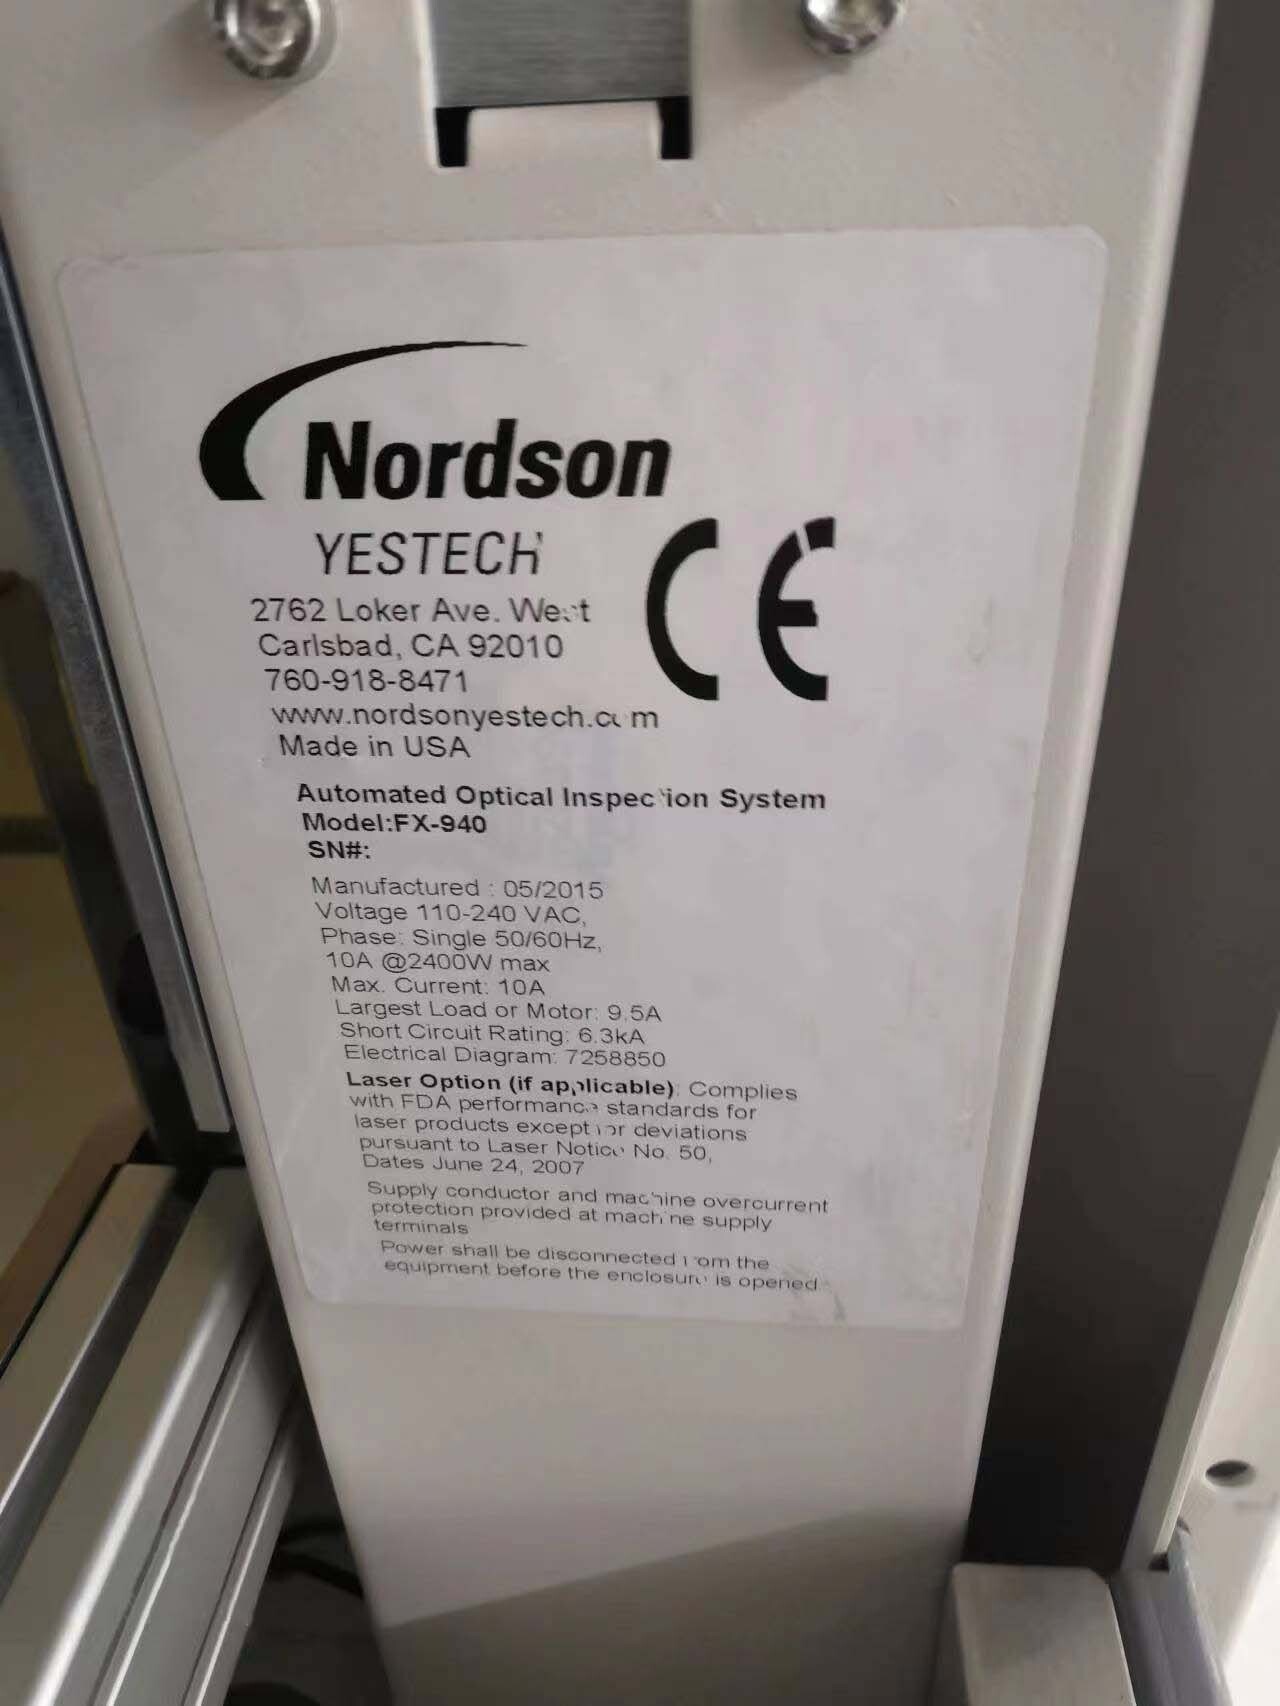 Nordson
YESTECH
CE
2762 Loker Ave. West
Carlsbad, CA 92010
760-918-8471
www.nordsonyestech.com
Made in USA
Automated Optical Inspection System
Model:FX-940
SN#:
Manufactured : 05/2015
Voltage 110-240 VAC,
Phase: Single 50/60Hz,
10A @2400W max
Max. Current: 10A
Largest Load or Motor: 9.5A
Short Circuit Rating: 6.3kA
Electrical Diagram: 7258850
Laser Option (if applicable): Complies
with FDA performance standards for
laser products except for deviations
pursuant to Laser Notice No. 50,
Dates June 24, 2007
Supply conductor and machine overcurrent
protection provided at machine supply
terminals
Power shall be disconnected from the
equipment before the enclosure is opened